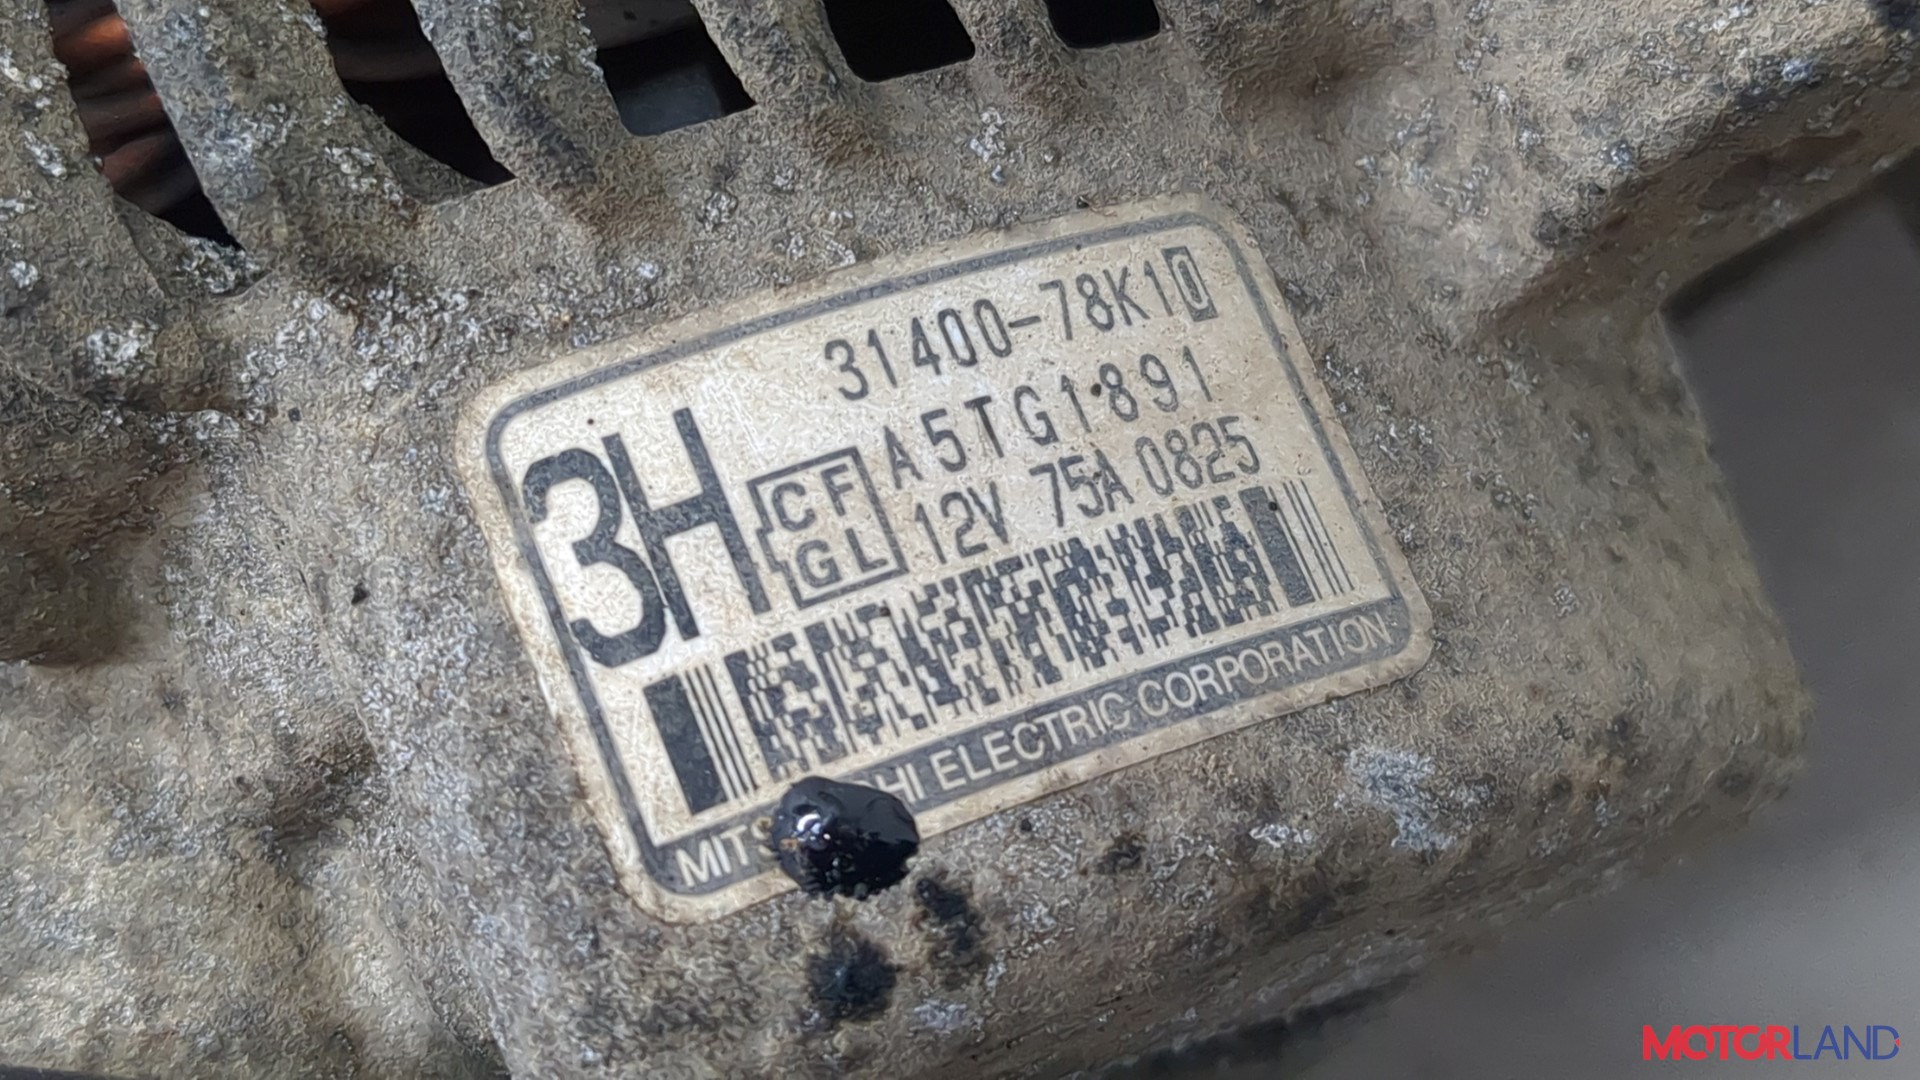 31400-78K10
A5TG1891
3H
CF
GL
12V 75A 0825
ELECTRIC CORPORATION
MOTORLAND